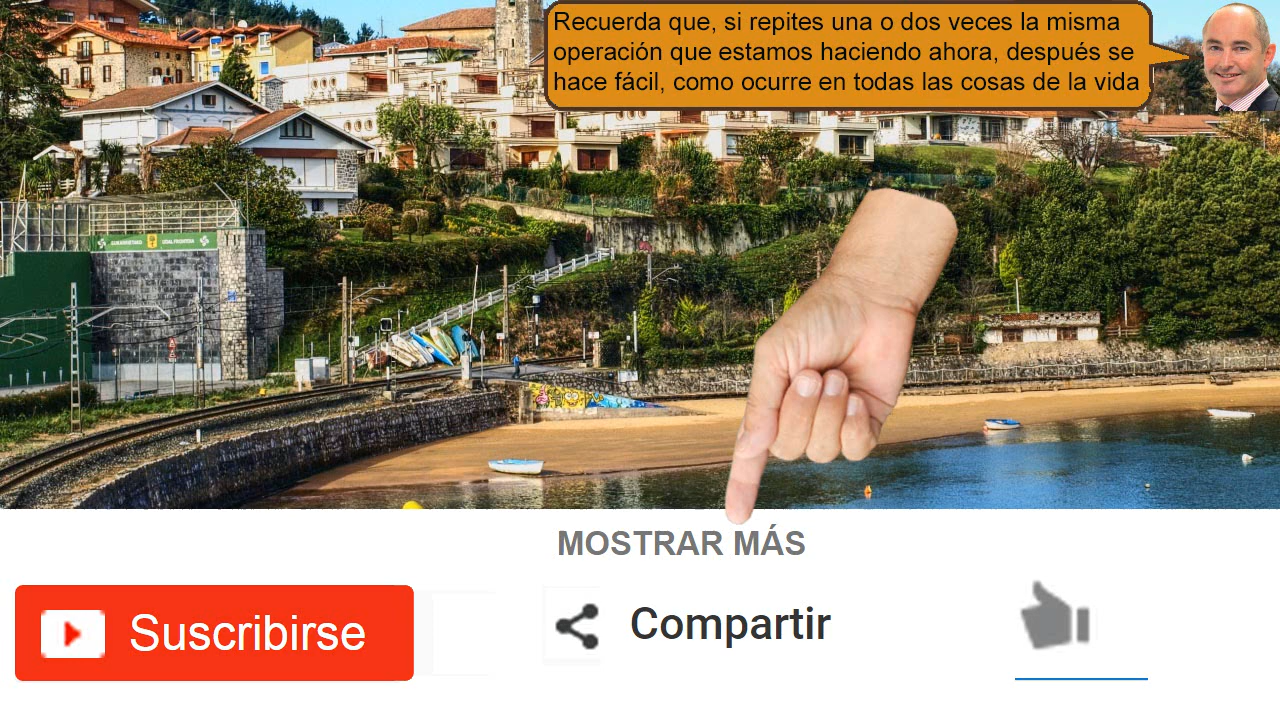 Recuerda que, si repites una o dos veces la misma
operación que estamos haciendo ahora, después se
hace fácil, como ocurre en todas las cosas de la vida
MOSTRAR MÁS
Suscribirse
Compartir